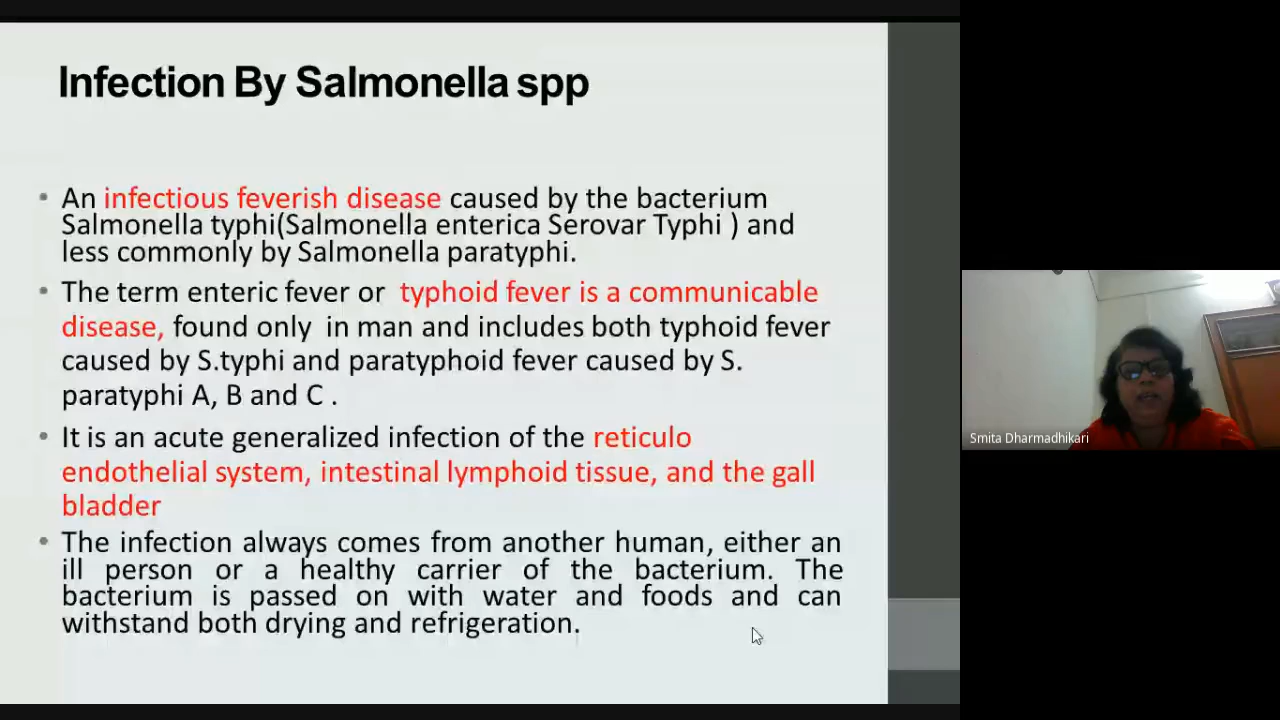 Infection By Salmonella spp
An infectious feverish disease caused by the bacterium
Salmonella typhi(Salmonella enterica Serovar Typhi ) and
less commonly by Salmonella paratyphi.
The term enteric fever or typhoid fever is a communicable
disease, found only in man and includes both typhoid fever
caused by S.typhi and paratyphoid fever caused by S.
paratyphi A, B and C .
It is an acute generalized infection of the reticulo
endothelial system, intestinal lymphoid tissue, and the gall
bladder
The infection always comes from another human, either an
ill person or a healthy carrier of the bacterium. The
bacterium is passed on with water and foods and can
withstand both drying and refrigeration.
Smita Dharmadhikari